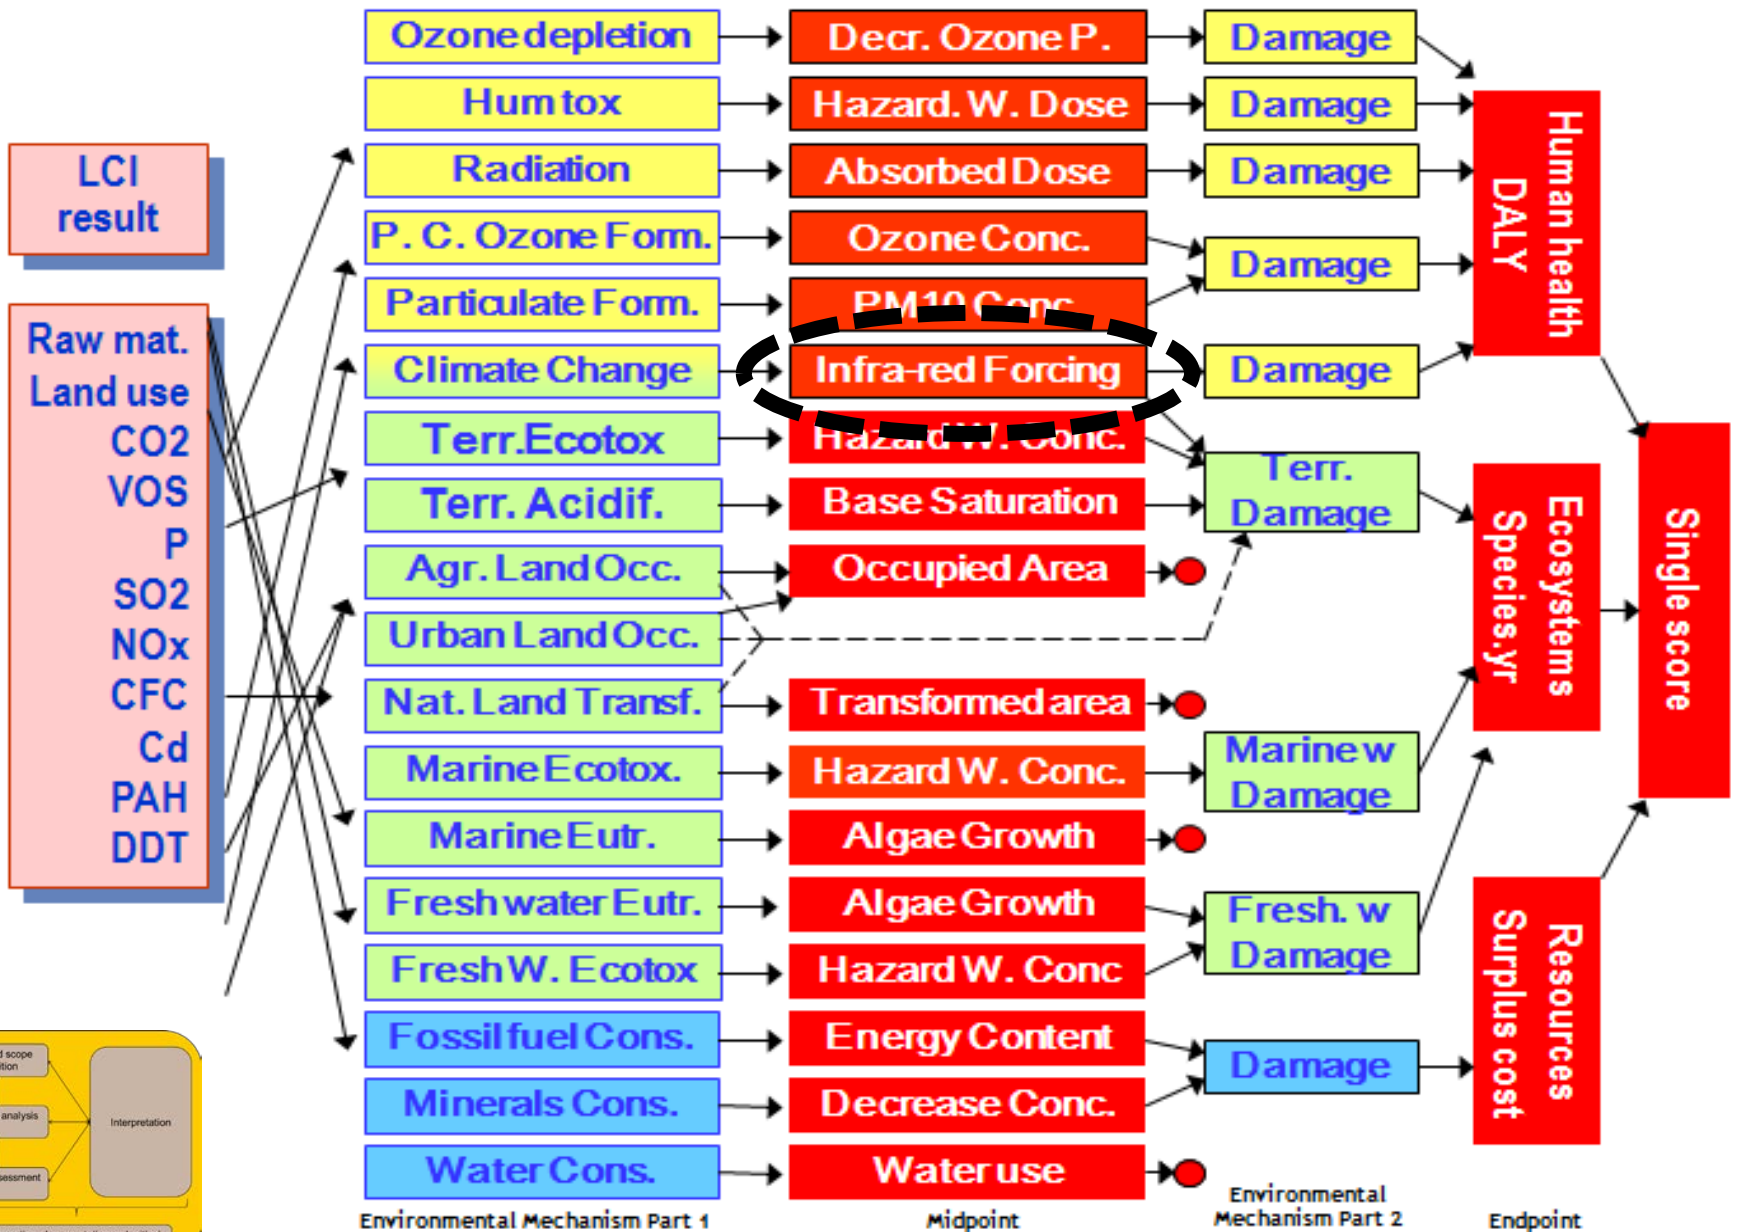 LCI
result
Raw mat.
Land use
CO2
VOS
P
SO2
NOx
CFC
Cd
PAH
DDT
Ozone depletion
Decr. Ozone P.
Damage
Hum tox
Hazard. W. Dose
Damage
Radiation
Absorbed Dose
Damage
P. C. Ozone Form.
Ozone Conc.
Damage
Particulate Form.
PM10 Conc.
Climate Change
Infra-red Forcing
Damage
Terr.Ecotox
Hazard W. Conc.
Terr.
Damage
Terr. Acidif.
Base Saturation
Agr. Land Occ.
Occupied Area
Urban Land Occ.
Nat. Land Transf.
Transformed area
Marine Ecotox.
Hazard W. Conc.
Marine w
Damage
Marine Eutr.
Algae Growth
Freshwater Eutr.
Algae Growth
Fresh. w
Damage
Fresh W. Ecotox
Hazard W. Conc
Fossil fuel Cons.
Energy Content
Damage
Minerals Cons.
Decrease Conc.
Water Cons.
Water use
Human health
DALY
Ecosystems
Species.yr
Resources
Surplus cost
Single score
Environmental Mechanism Part 1
Midpoint
Environmental
Mechanism Part 2
Endpoint
scope
analysis
Interpretation